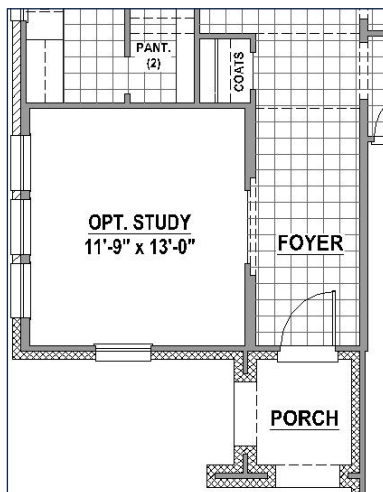 PANT.
(2)
COATS
OPT. STUDY
11'-9" x 13'-0"
FOYER
PORCH